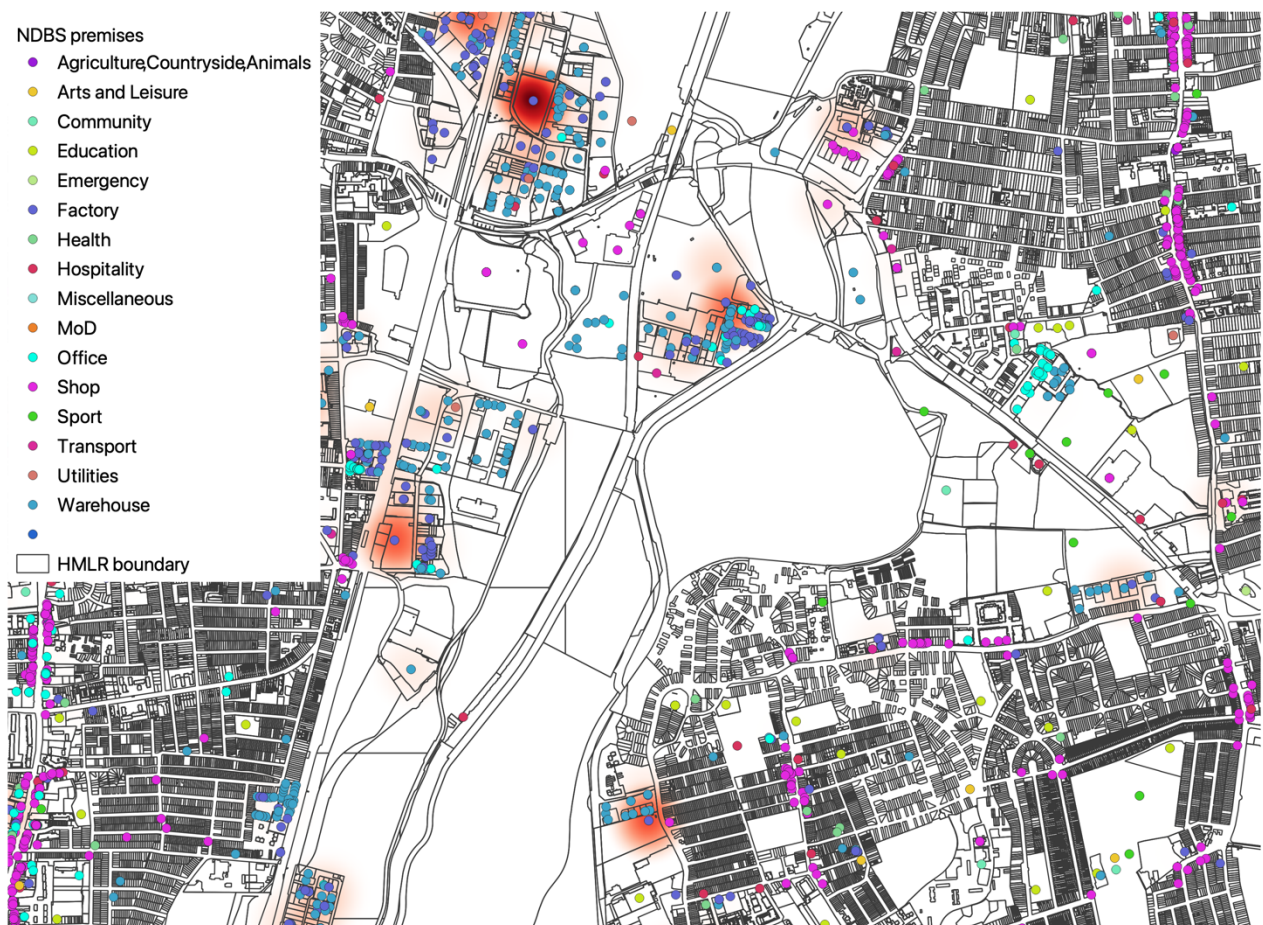 NDBS premises
Agriculture,Countryside,Animals
Arts and Leisure
Community
Education
Emergency
Factory
Health
Hospitality
Miscellaneous
MoD
Office
Shop
Sport
Transport
Utilities
Warehouse
HMLR boundary